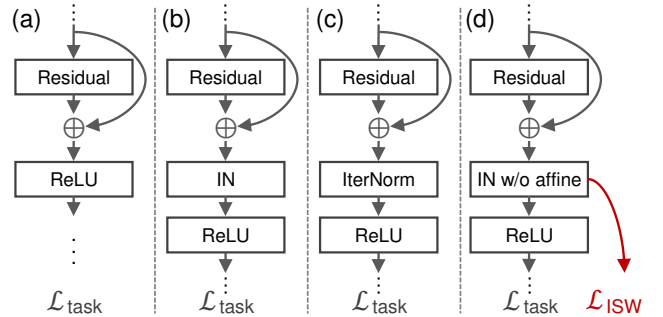 (a) (b) (c) (d)
Residual Residual Residual Residual
ReLU IN IterNorm IN w/o affine
ReLU ReLU ReLU
ℒtask ℒtask ℒtask ℒtask ℒISW